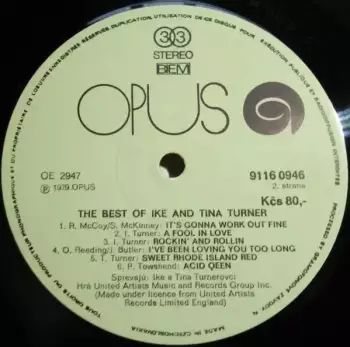 33
STEREO
BIEM
OPUS
OE 2947
Ⓟ 1979 OPUS
9116 0946
2. strana
Kčs 80,-
THE BEST OF IKE AND TINA TURNER
1. R. McCoy/S. McKinney: IT'S GONNA WORK OUT FINE
2. I. Turner: A FOOL IN LOVE
3. I. Turner: ROCKIN' AND ROLLIN
4. O. Reeding/J. Butler: I'VE BEEN LOVING YOU TOO LONG
5. T. Turner: SWEET RHODE ISLAND RED
6. P. Townshend: ACID QEEN
Spievajú: Ike a Tina Turnerovci
Hrá United Artists Music and Records Group Inc.
(Made under licence from United Artists
Records Limited England)
MADE IN CZECHOSLOVAKIA